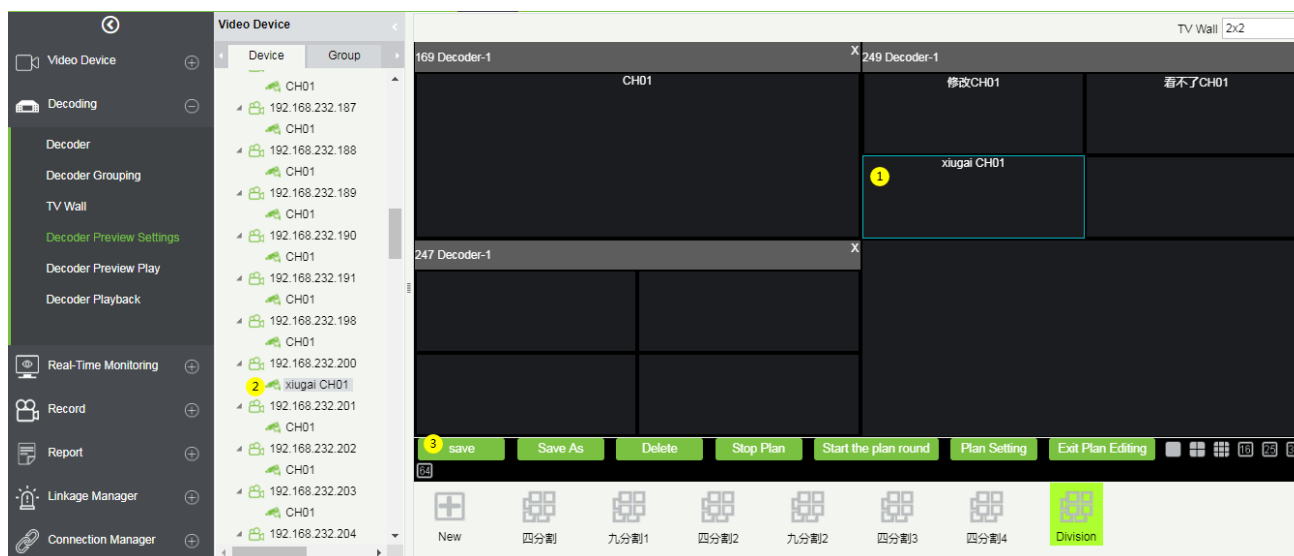 Video Device
Decoding
Decoder
Decoder Grouping
TV Wall
Decoder Preview Settings
Decoder Preview Play
Decoder Playback
Real-Time Monitoring
Record
Report
Linkage Manager
Connection Manager
Video Device
Device
Group
CH01
192.168.232.187
CH01
192.168.232.188
CH01
192.168.232.189
CH01
192.168.232.190
CH01
192.168.232.191
CH01
192.168.232.198
CH01
192.168.232.200
2
xiugai CH01
192.168.232.201
CH01
192.168.232.202
CH01
192.168.232.203
CH01
192.168.232.204
TV Wall 2x2
169 Decoder-1
X
249 Decoder-1
CH01
修改CH01
看不了CH01
xiugai CH01
1
247 Decoder-1
X
3
save
Save As
Delete
Stop Plan
Start the plan round
Plan Setting
Exit Plan Editing
16
25
64
New
四分割
九分割1
四分割2
九分割2
四分割3
四分割4
Division